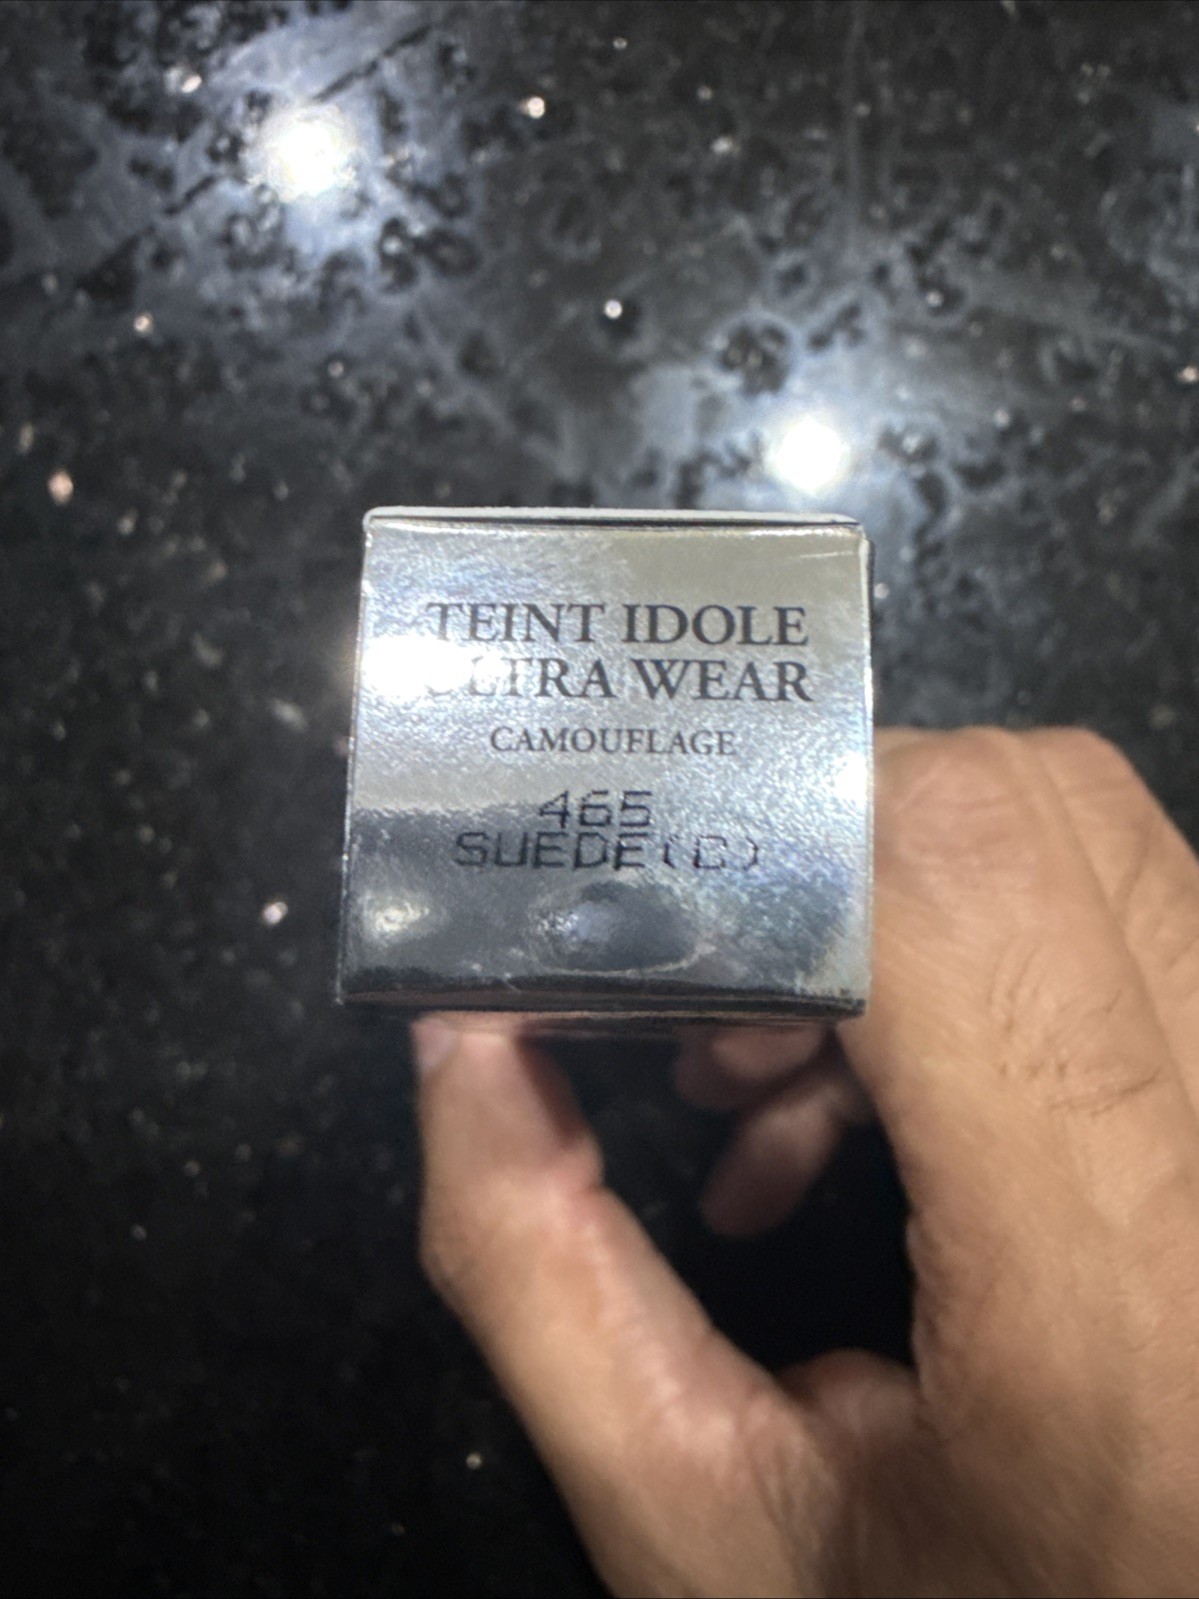 TEINT IDOLE
ULTRA WEAR
CAMOUFLAGE
465
SUEDE(C)